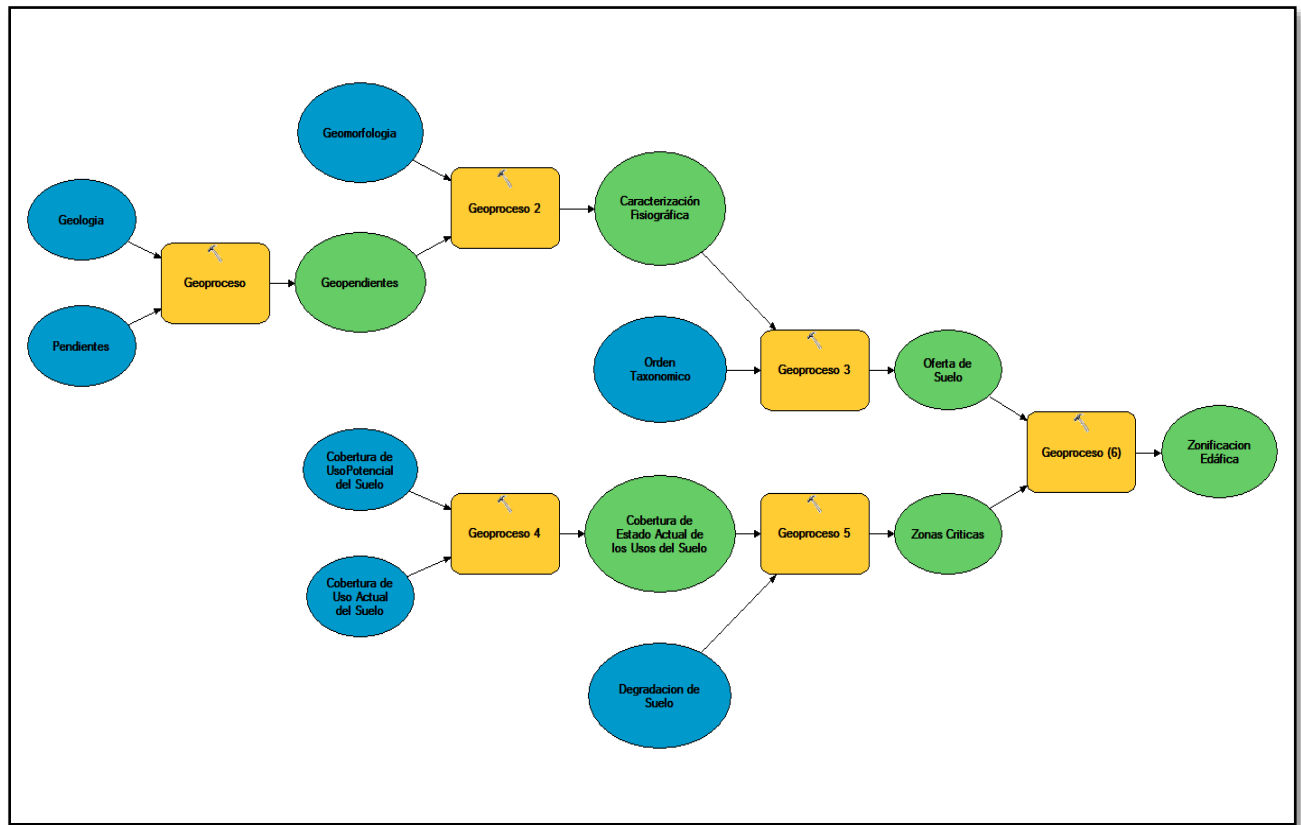 Geomorfologia
Geoproceso 2
Caracterización
Fisiográfica
Geologia
Geoproceso
Geopendientes
Pendientes
Orden
Taxonomico
Geoproceso 3
Oferta de
Suelo
Geoproceso (6)
Zonificacion
Edáfica
Cobertura de
UsoPotencial
del Suelo
Geoproceso 4
Cobertura de
Estado Actual de
los Usos del Suelo
Geoproceso 5
Zonas Criticas
Cobertura de
Uso Actual
del Suelo
Degradacion de
Suelo